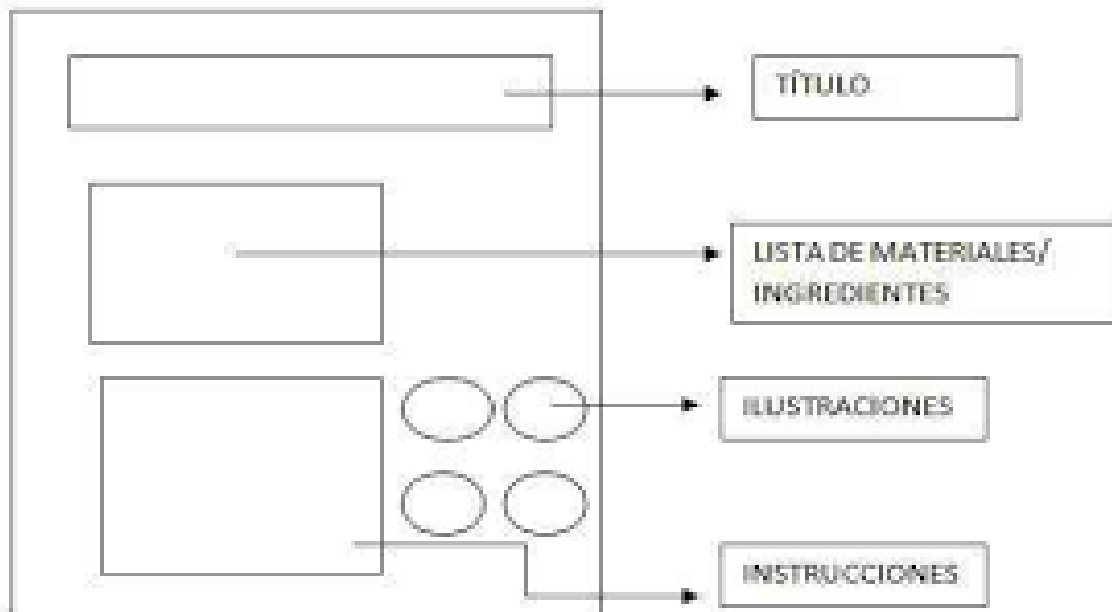 TÍTULO
LISTA DE MATERIALES/
INGREDIENTES
ILUSTRACIONES
INSTRUCCIONES